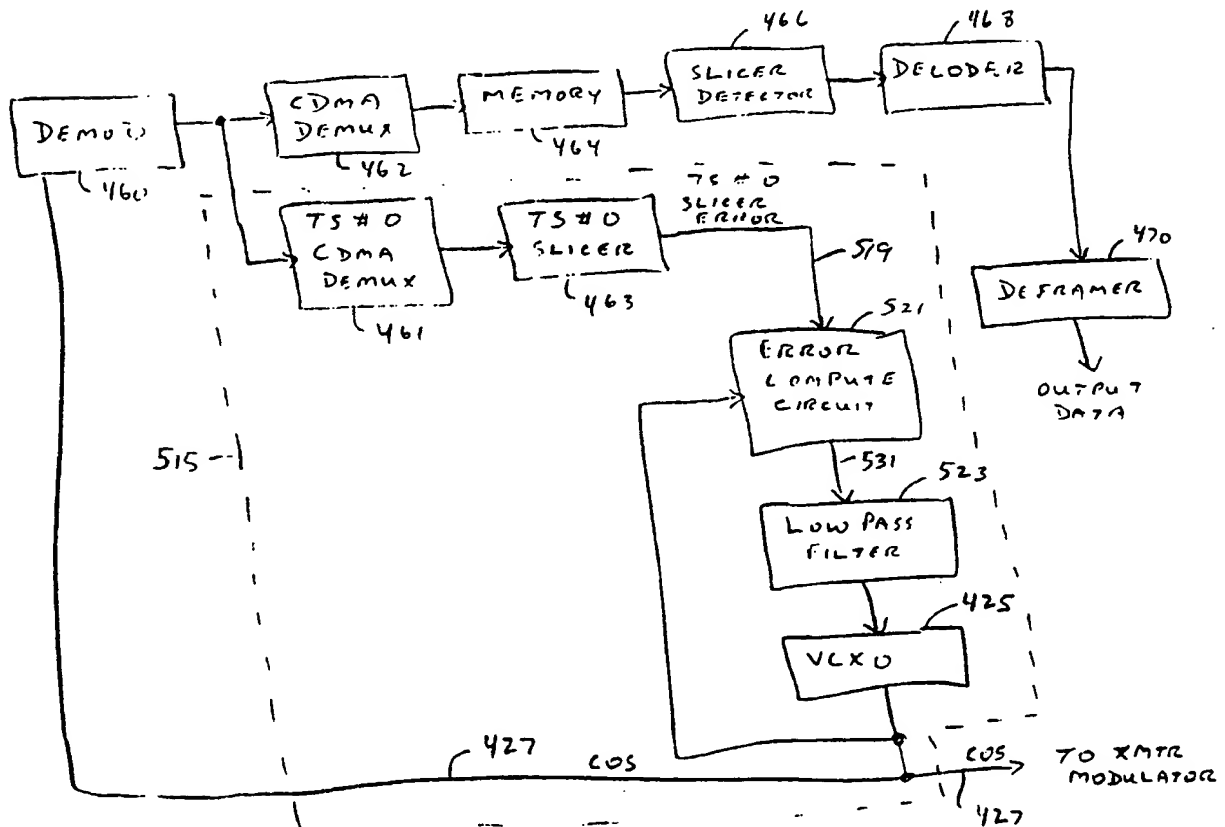 466
468
SLICER
DETECTOR
DECODER
CDMA
DEMUX
MEMORY
DEMOD
462
464
460
TS # 0
SLICER
ERROR
TS # 0
CDMA
DEMUX
TS # 0
SLICER
519
470
461
463
DEFRAMER
521
ERROR
COMPUTE
CIRCUIT
OUTPUT
DATA
515
531
523
LOW PASS
FILTER
425
VCXO
427
COS
COS
TO XMTR
MODULATOR
427